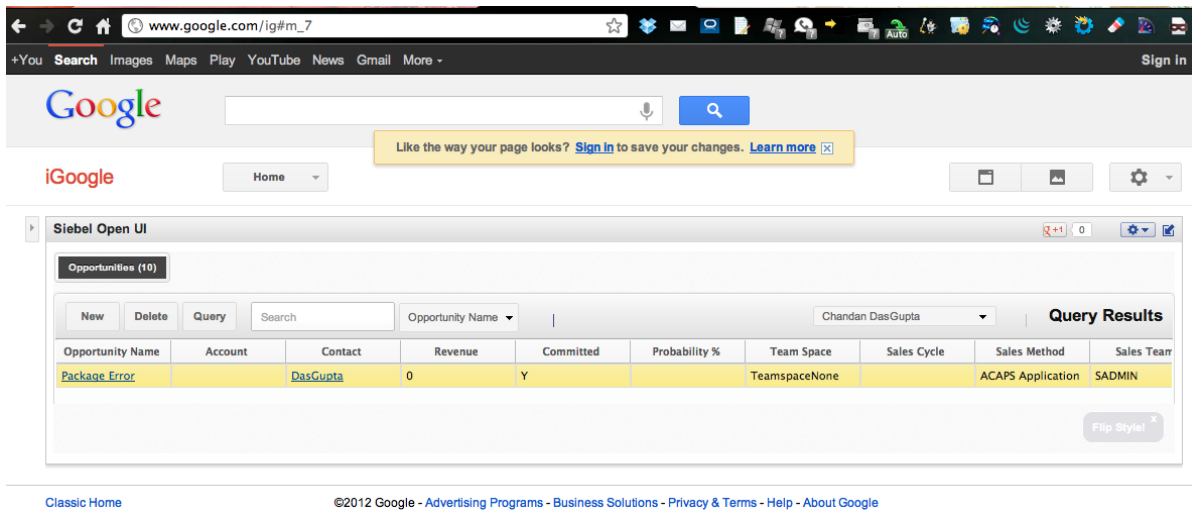 www.google.com/ig#m_7
Auto
+You Search Images Maps Play YouTube News Gmail More Sign in
Google
Like the way your page looks? Sign in to save your changes. Learn more x
iGoogle Home
Siebel Open UI +1 0
Opportunities (10)
New Delete Query Search Opportunity Name | Chandan DasGupta | Query Results
Opportunity Name Account Contact Revenue Committed Probability % Team Space Sales Cycle Sales Method Sales Team
Package Error DasGupta 0 Y TeamspaceNone ACAPS Application SADMIN
Flip Style! x
Classic Home ©2012 Google - Advertising Programs - Business Solutions - Privacy & Terms - Help - About Google